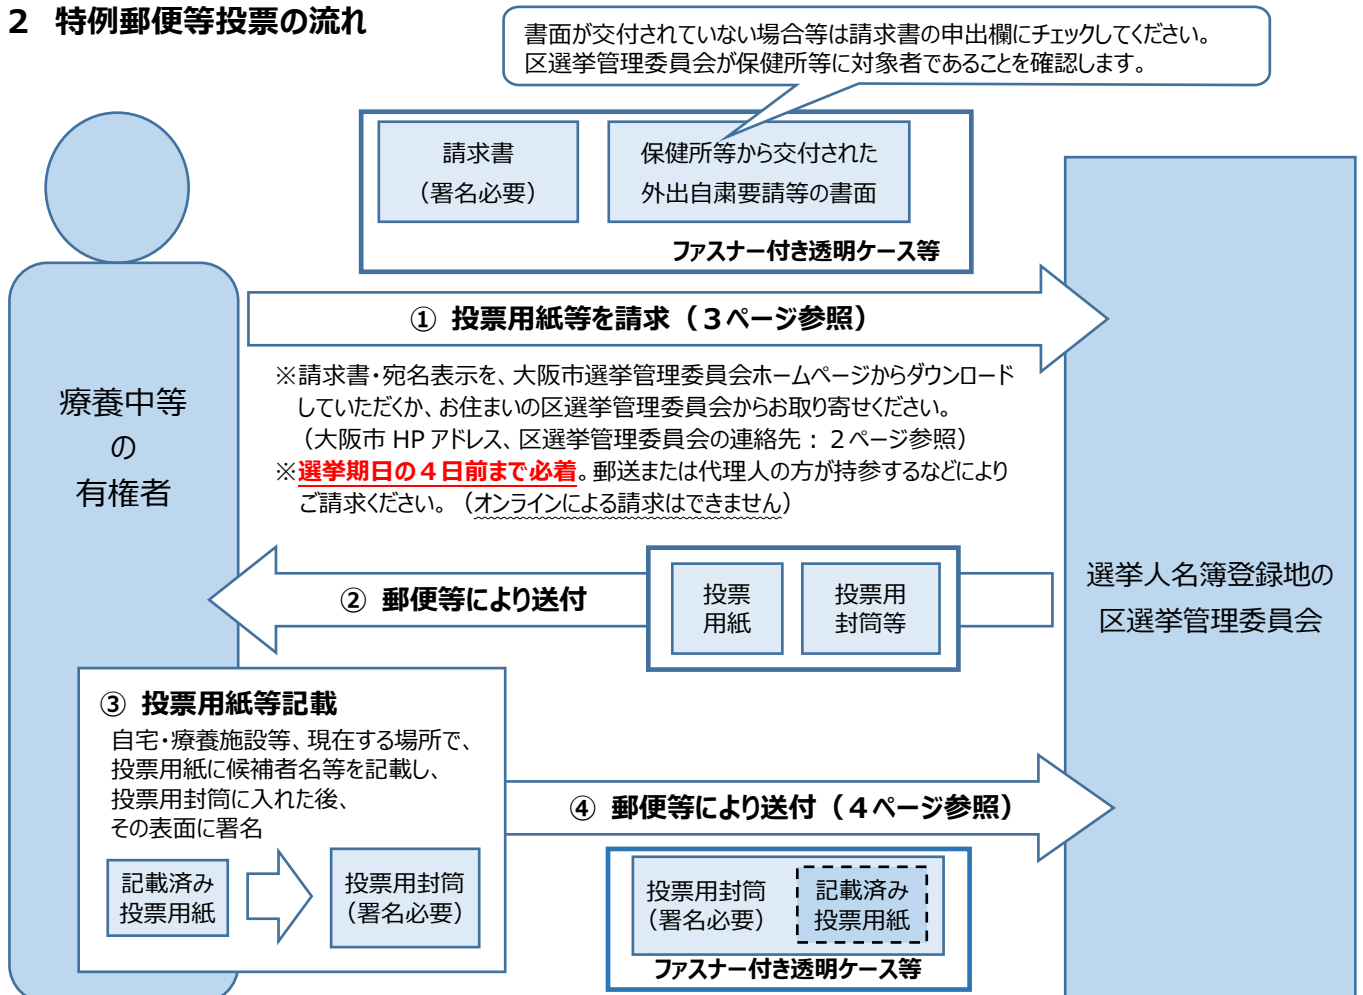 2 特例郵便等投票の流れ
書面が交付されていない場合等は請求書の申出欄にチェックしてください。
区選挙管理委員会が保健所等に対象者であることを確認します。
請求書
（署名必要）
保健所等から交付された
外出自粛要請等の書面
ファスナー付き透明ケース等
① 投票用紙等を請求（３ページ参照）
※請求書・宛名表示を、大阪市選挙管理委員会ホームページからダウンロード
していただくか、お住まいの区選挙管理委員会からお取り寄せください。
（大阪市 HP アドレス、区選挙管理委員会の連絡先：２ページ参照）
※選挙期日の４日前まで必着。郵送または代理人の方が持参するなどにより
ご請求ください。（オンラインによる請求はできません）
療養中等
の
有権者
選挙人名簿登録地の
区選挙管理委員会
② 郵便等により送付
投票
用紙
投票用
封筒等
③ 投票用紙等記載
自宅・療養施設等、現在する場所で、
投票用紙に候補者名等を記載し、
投票用封筒に入れた後、
その表面に署名
記載済み
投票用紙
投票用封筒
（署名必要）
④ 郵便等により送付（４ページ参照）
投票用封筒
（署名必要）
記載済み
投票用紙
ファスナー付き透明ケース等